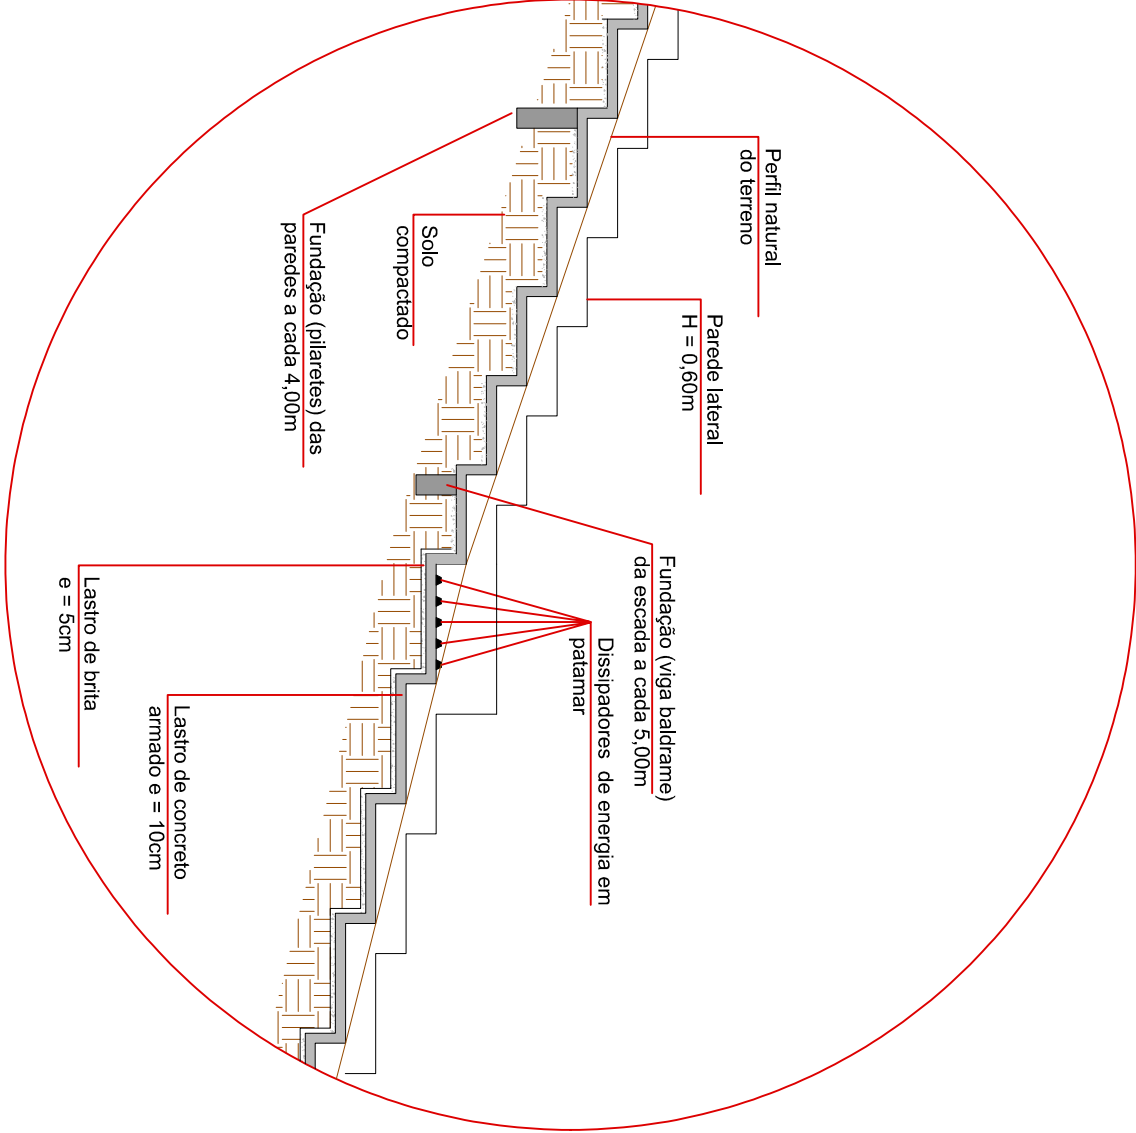 Perfil natural
do terreno
Parede lateral
H = 0,60m
Solo
compactado
Fundação (pilaretes) das
paredes a cada 4,00m
Fundação (viga baldrame)
da escada a cada 5,00m
Dissipadores de energia em
patamar
Lastro de brita
e = 5cm
Lastro de concreto
armado e = 10cm